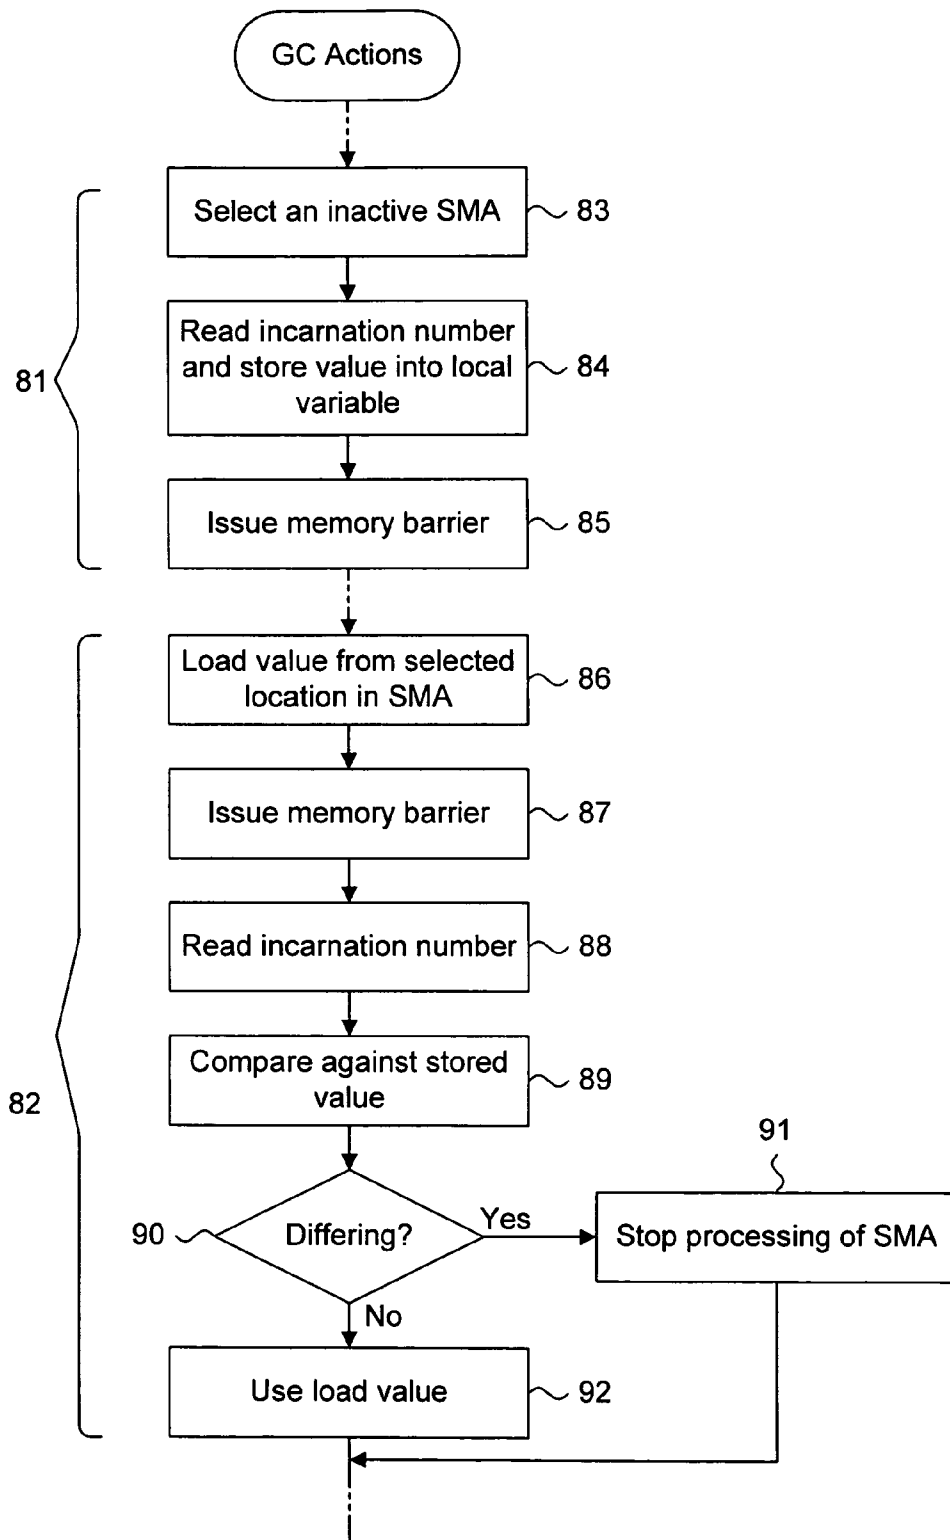 GC Actions
Select an inactive SMA
83
Read incarnation number
and store value into local
variable
84
81
Issue memory barrier
85
Load value from selected
location in SMA
86
Issue memory barrier
87
Read incarnation number
88
Compare against stored
value
89
82
91
90
Differing?
Yes
Stop processing of SMA
No
Use load value
92